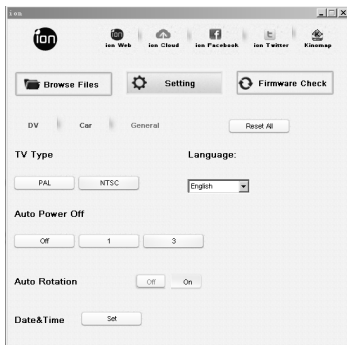 ion
ion
ion
ion Web ion Cloud ion Facebook ion Twitter Kinomap
Browse Files Setting Firmware Check
DV Car General Reset All
TV Type Language:
PAL NTSC English
Auto Power Off
Off 1 3
Auto Rotation Off On
Date&Time Set